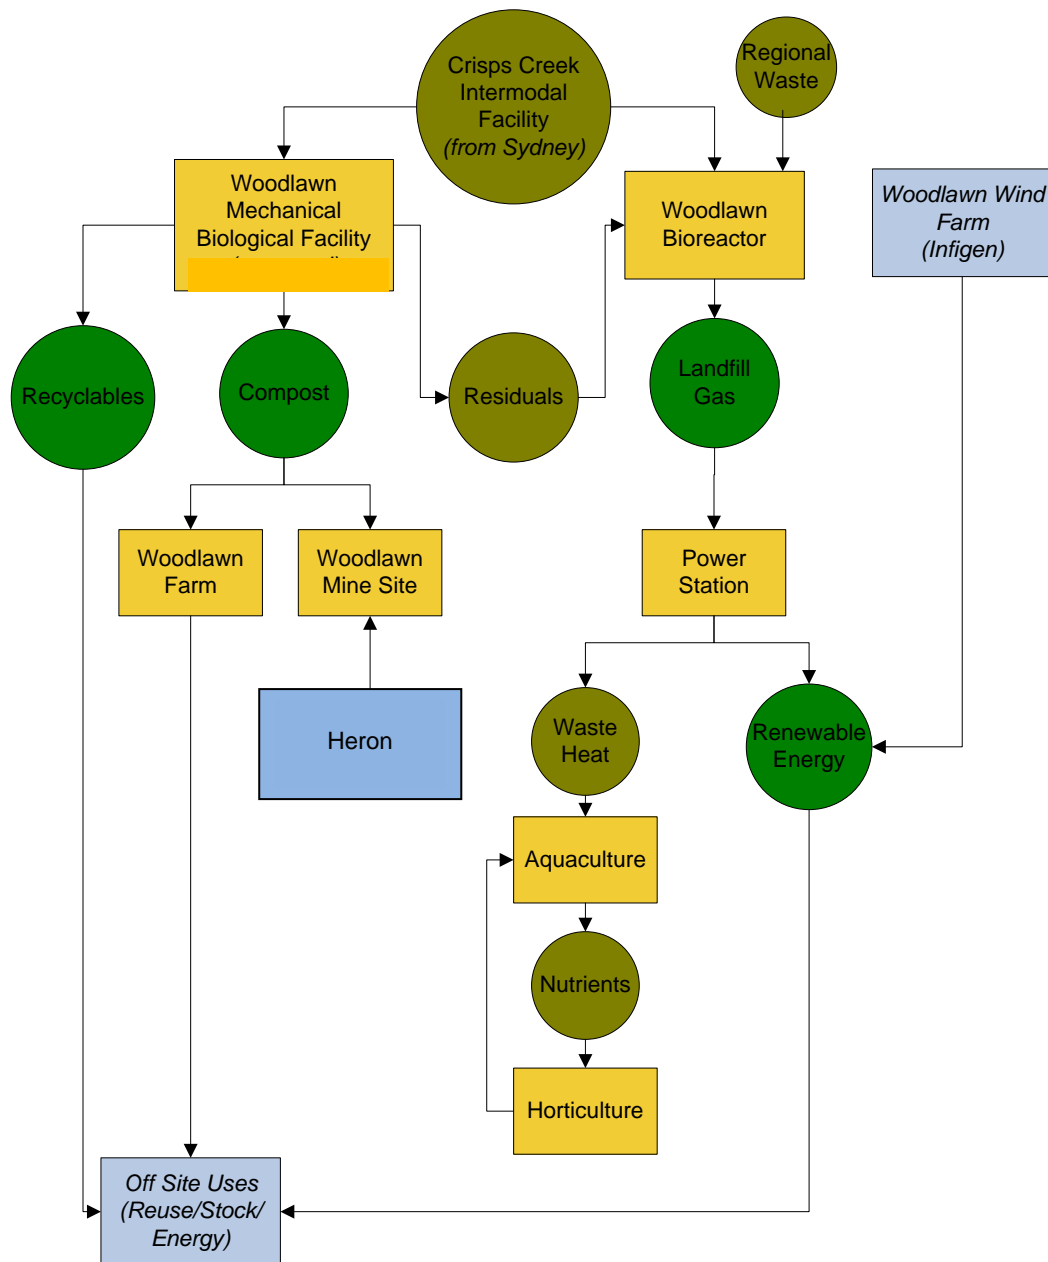 Crisps Creek
Intermodal
Facility
(from Sydney)
Regional
Waste
Woodlawn
Mechanical
Biological Facility
Woodlawn
Bioreactor
Woodlawn Wind
Farm
(Infigen)
Recyclables
Compost
Residuals
Landfill
Gas
Woodlawn
Farm
Woodlawn
Mine Site
Power
Station
Heron
Waste
Heat
Renewable
Energy
Aquaculture
Nutrients
Horticulture
Off Site Uses
(Reuse/Stock/
Energy)